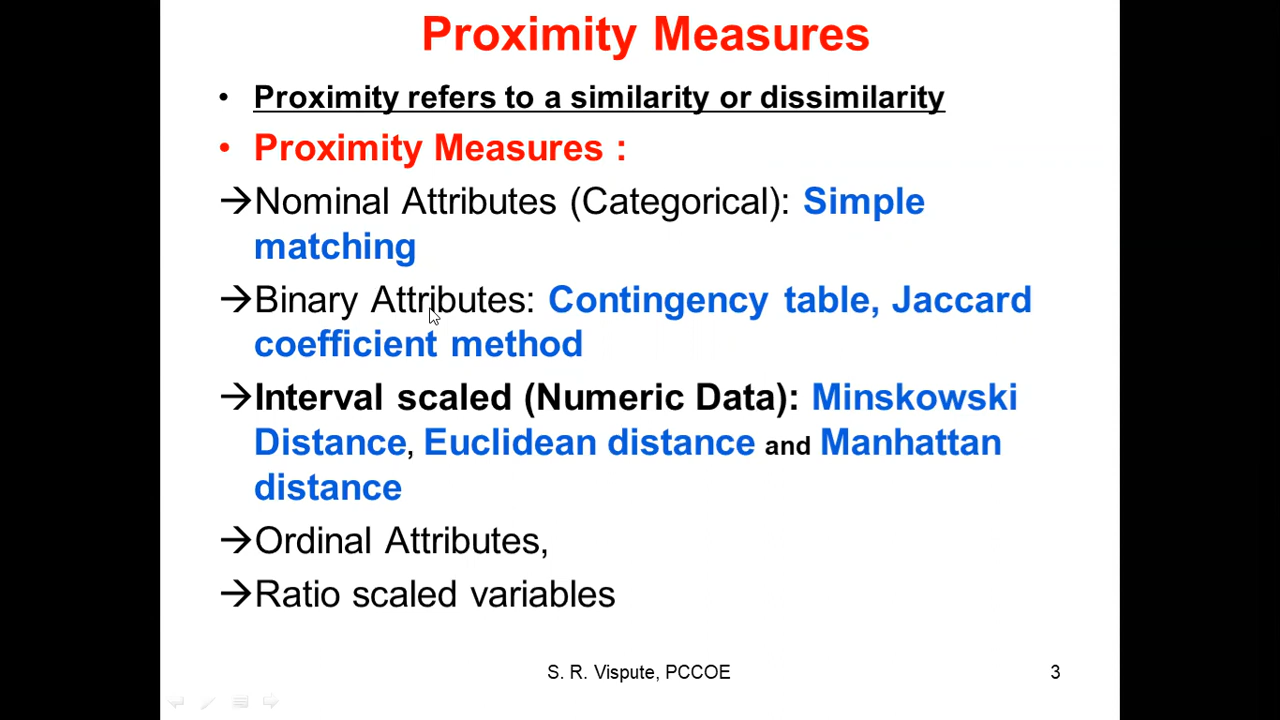 Proximity Measures
• Proximity refers to a similarity or dissimilarity
• Proximity Measures :
→Nominal Attributes (Categorical): Simple
matching
→Binary Attributes: Contingency table, Jaccard
coefficient method
→Interval scaled (Numeric Data): Minskowski
Distance, Euclidean distance and Manhattan
distance
→Ordinal Attributes,
→Ratio scaled variables
S. R. Vispute, PCCOE
3